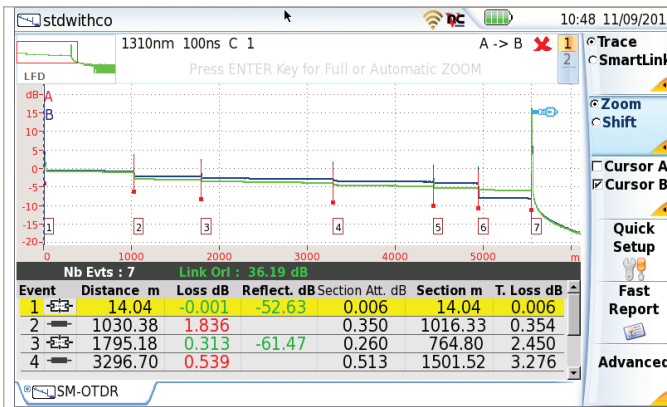 stdwithco
10:48 11/09/201
1310nm 100ns C 1
A -> B
1
2
Press ENTER Key for Full or Automatic ZOOM
LFD
dB
A
B
15
10
5
0
-5
-10
-15
-20
1 2 3 4 5 6 7
0 1000 2000 3000 4000 5000 m
Nb Evts : 7 Link Orl : 36.19 dB
Event Distance m Loss dB Reflect. dB Section Att. dB Section m T. Loss dB
1 14.04 -0.001 -52.63 0.006 14.04 0.006
2 1030.38 1.836 0.350 1016.33 0.354
3 1795.18 0.313 -61.47 0.260 764.80 2.450
4 3296.70 0.539 0.513 1501.52 3.276
SM-OTDR
Trace
SmartLink
Zoom
Shift
Cursor A
Cursor B
Quick
Setup
Fast
Report
Advanced